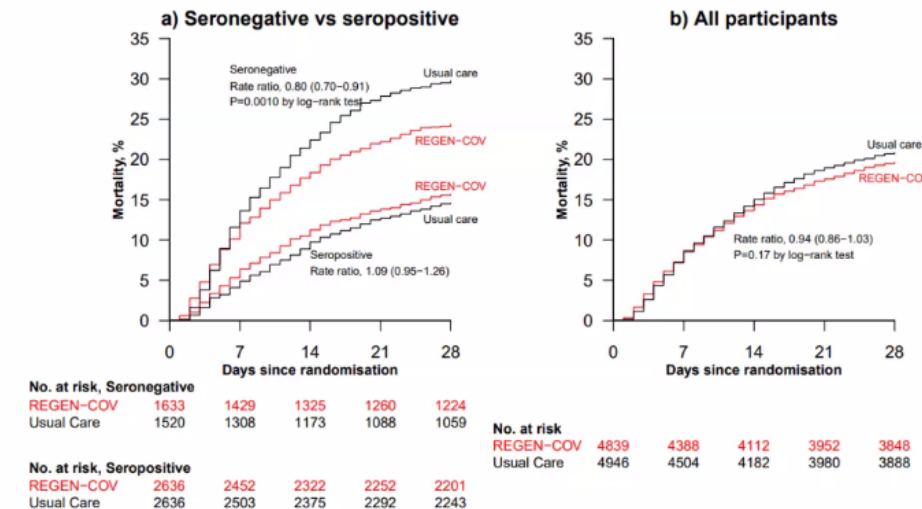 a) Seronegative vs seropositive
35
30
25
20
15
10
5
0
Mortality, %
Seronegative
Rate ratio, 0.80 (0.70−0.91)
P=0.0010 by log−rank test
Usual care
REGEN−COV
REGEN−COV
Usual care
Seropositive
Rate ratio, 1.09 (0.95−1.26)
0 7 14 21 28
Days since randomisation
No. at risk, Seronegative
REGEN−COV 1633 1429 1325 1260 1224
Usual Care 1520 1308 1173 1088 1059
No. at risk, Seropositive
REGEN−COV 2636 2452 2322 2252 2201
Usual Care 2636 2503 2375 2292 2243
b) All participants
35
30
25
20
15
10
5
0
Mortality, %
Usual care
REGEN−CO
Rate ratio, 0.94 (0.86−1.03)
P=0.17 by log−rank test
0 7 14 21 28
Days since randomisation
No. at risk
REGEN−COV 4839 4388 4112 3952 3848
Usual Care 4946 4504 4182 3980 3888